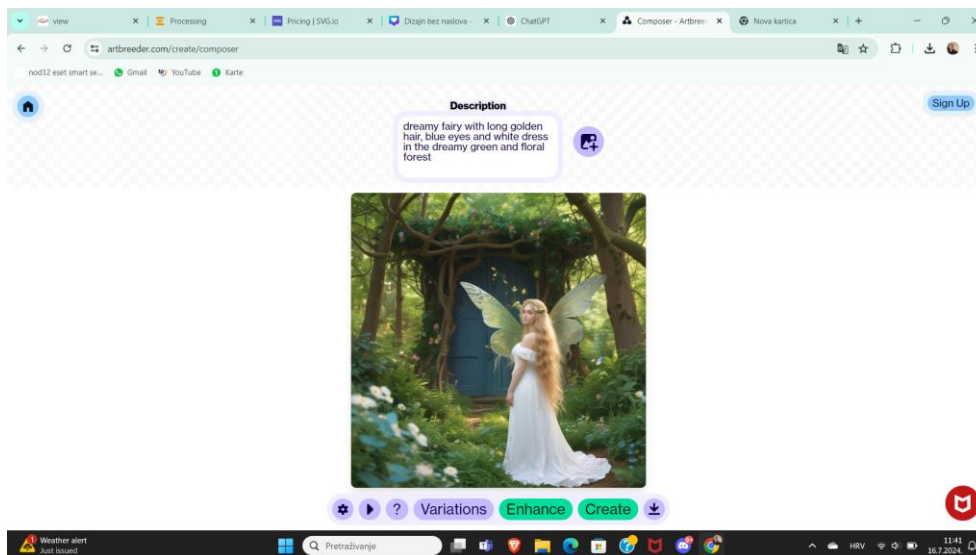 view
Processing
Pricing | SVG.io
Dizajn bez naslova –
ChatGPT
Composer - Artbree
Nova kartica
artbreeder.com/create/composer
nod32 eset smart se...
Gmail
YouTube
Karte
Sign Up
Description
dreamy fairy with long golden
hair, blue eyes and white dress
in the dreamy green and floral
forest
?
Variations
Enhance
Create
Weather alert
Just issued
Pretraživanje
HRV
11:41
16.7.2024.